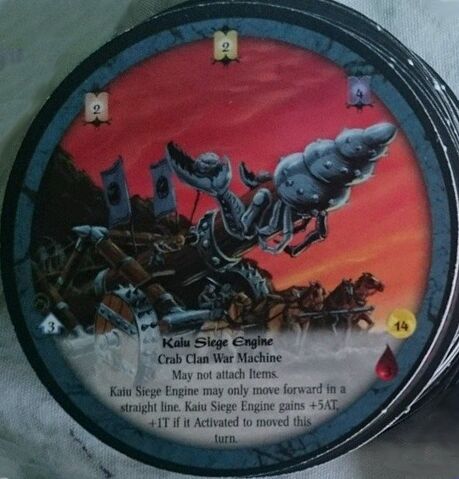 2
2
4
3
14
Kaiu Siege Engine
Crab Clan War Machine
May not attach Items.
Kaiu Siege Engine may only move forward in a
straight line. Kaiu Siege Engine gains +5AT,
+1T if it Activated to moved this
turn.